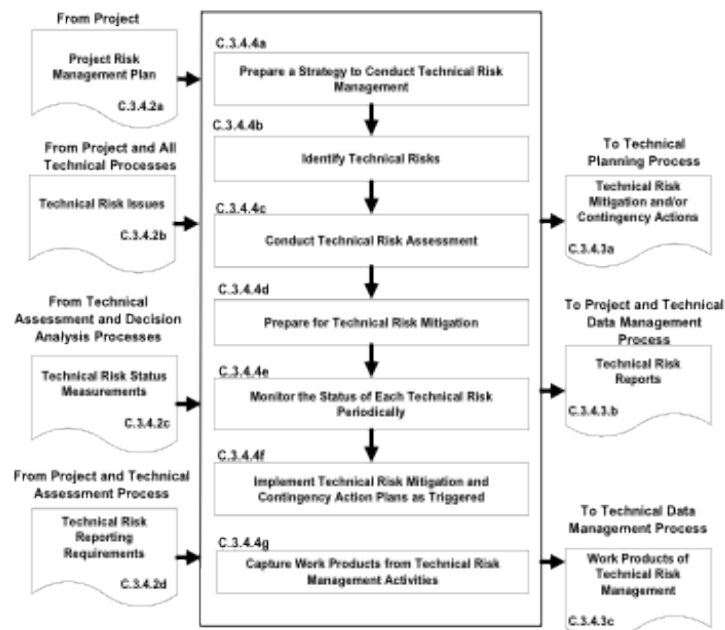 From Project
Project Risk
Management Plan
C.3.4.2a
From Project and All
Technical Processes
Technical Risk Issues
C.3.4.2b
From Technical
Assessment and Decision
Analysis Processes
Technical Risk Status
Measurements
C.3.4.2c
From Project and Technical
Assessment Process
Technical Risk
Reporting
Requirements
C.3.4.2d
C.3.4.4a
Prepare a Strategy to Conduct Technical Risk
Management
C.3.4.4b
Identify Technical Risks
C.3.4.4c
Conduct Technical Risk Assessment
C.3.4.4d
Prepare for Technical Risk Mitigation
C.3.4.4e
Monitor the Status of Each Technical Risk
Periodically
C.3.4.4f
Implement Technical Risk Mitigation and
Contingency Action Plans as Triggered
C.3.4.4g
Capture Work Products from Technical Risk
Management Activities
To Technical
Planning Process
Technical Risk
Mitigation and/or
Contingency Actions
C.3.4.3a
To Project and Technical
Data Management
Process
Technical Risk
Reports
C.3.4.3.b
To Technical Data
Management Process
Work Products of
Technical Risk
Management
C.3.4.3c